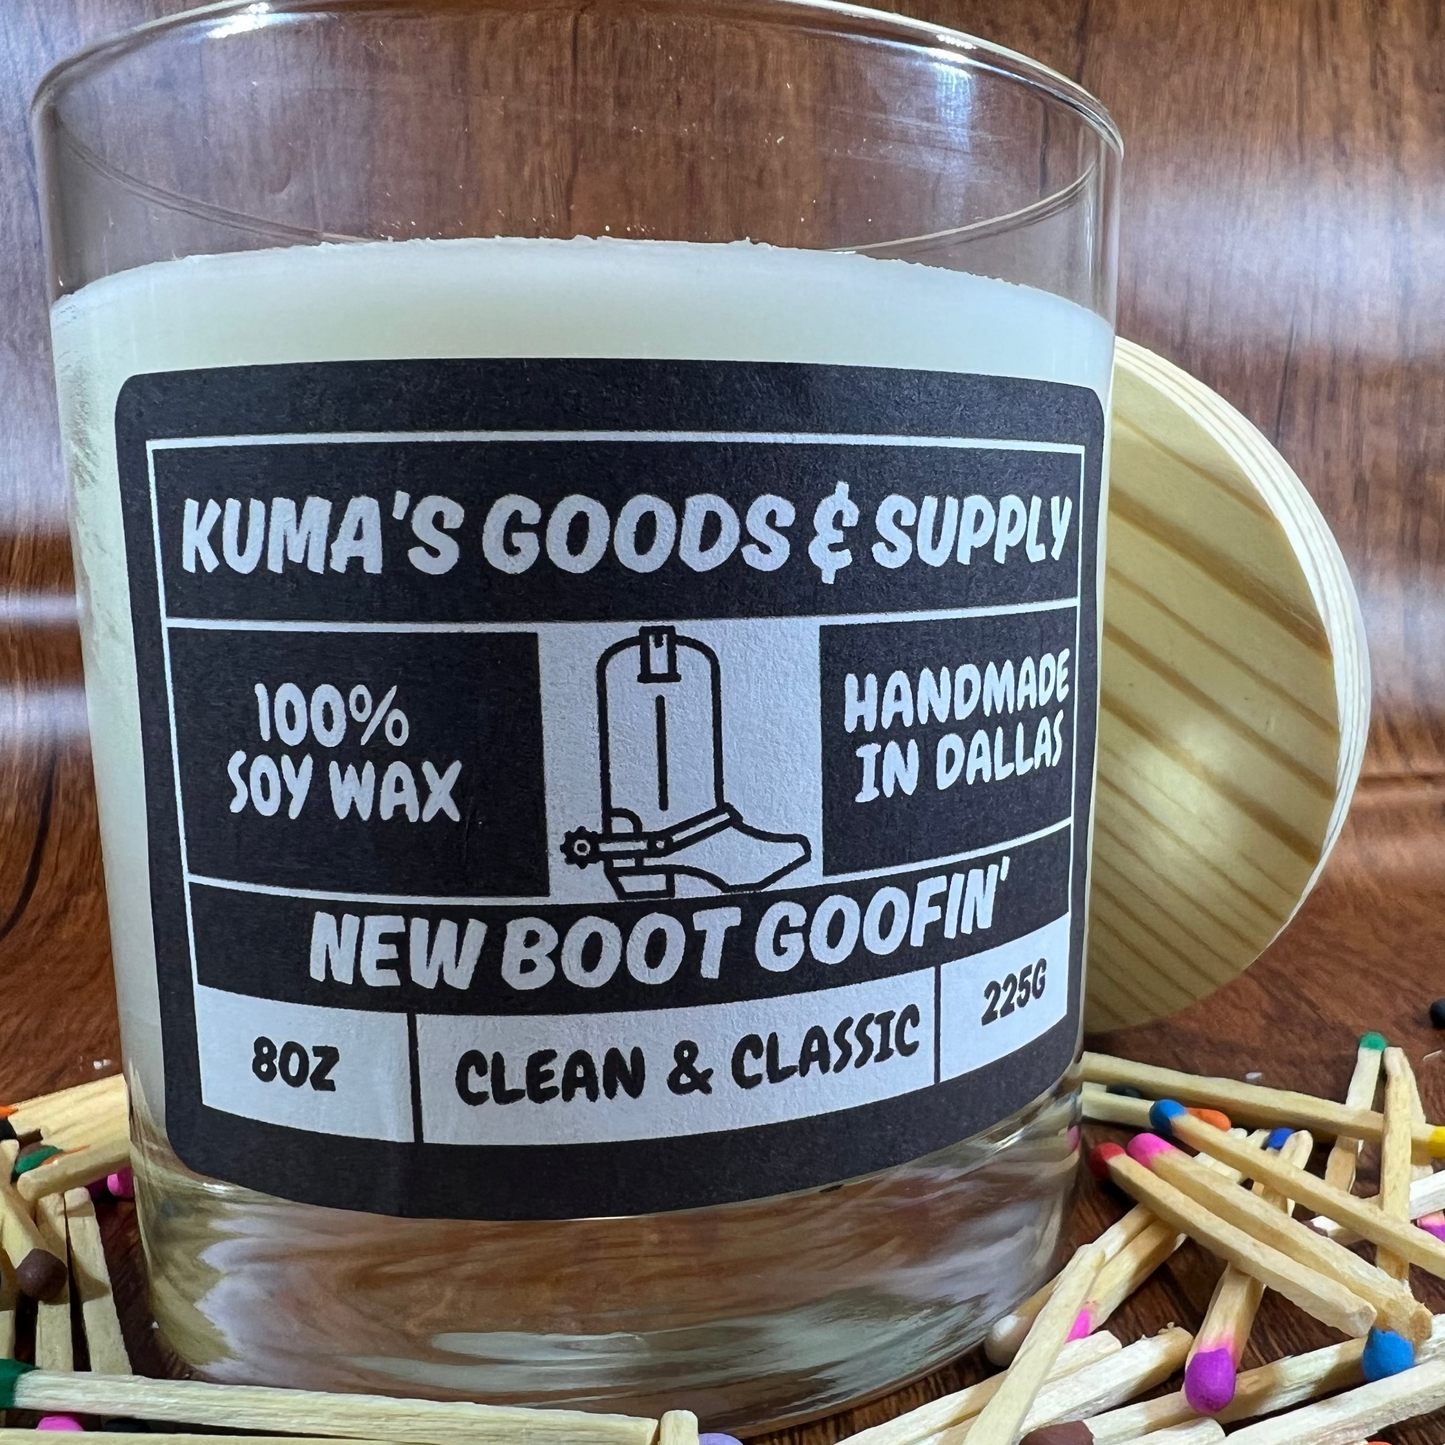 KUMA'S GOODS & SUPPLY
100%
SOY WAX
HANDMADE
IN DALLAS
NEW BOOT GOOFIN'
8OZ
CLEAN & CLASSIC
225G